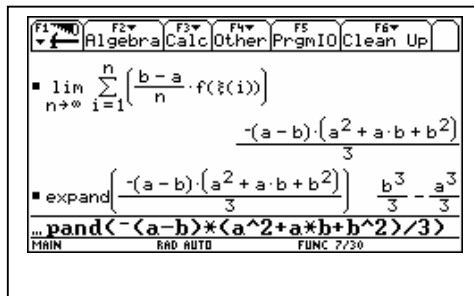 F1 F2 Algebra F3 Calc F4 Other F5 PrgmIO F6 Clean Up
lim n→∞ n ∑ i=1 (b − a / n · f(ξ(i)))
-(a − b)·(a² + a·b + b²) / 3
expand(-(a − b)·(a² + a·b + b²) / 3) b³/3 − a³/3
…pand(-(a-b)*(a^2+a*b+b^2)/3)
MAIN RAD AUTO FUNC 7/30